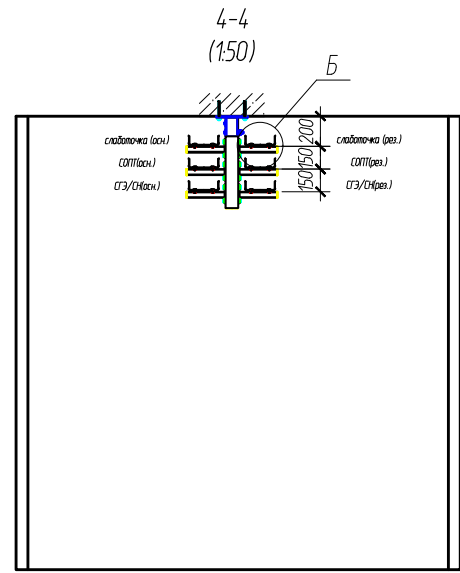 4-4
(1:50)
Б
слаботочка (осн.)
СОПТ(осн.)
СГЭ/СН(осн.)
200
150
150
слаботочка (рез.)
СОПТ(рез.)
СГЭ/СН(рез.)